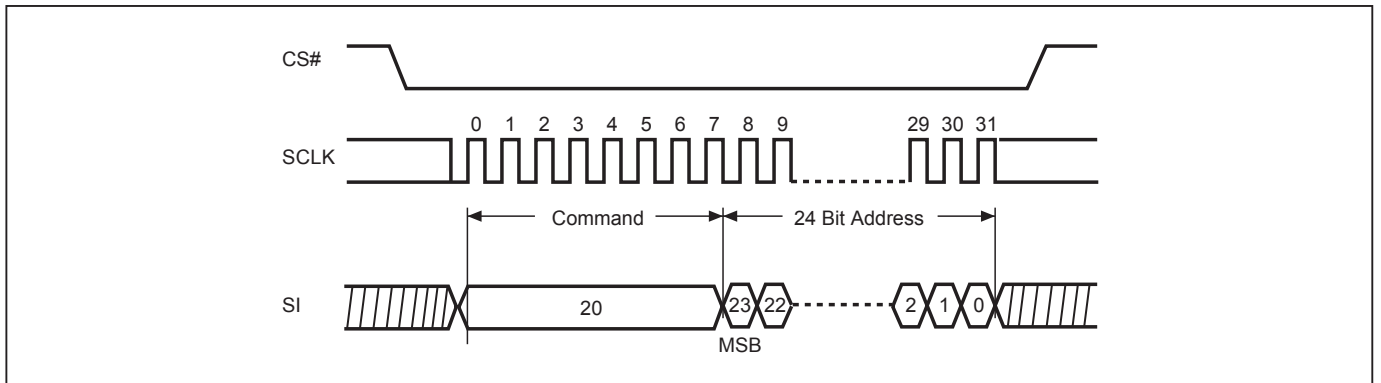 CS#
0 1 2 3 4 5 6 7 8 9 29 30 31
SCLK
Command 24 Bit Address
SI 20 23 22 2 1 0
MSB